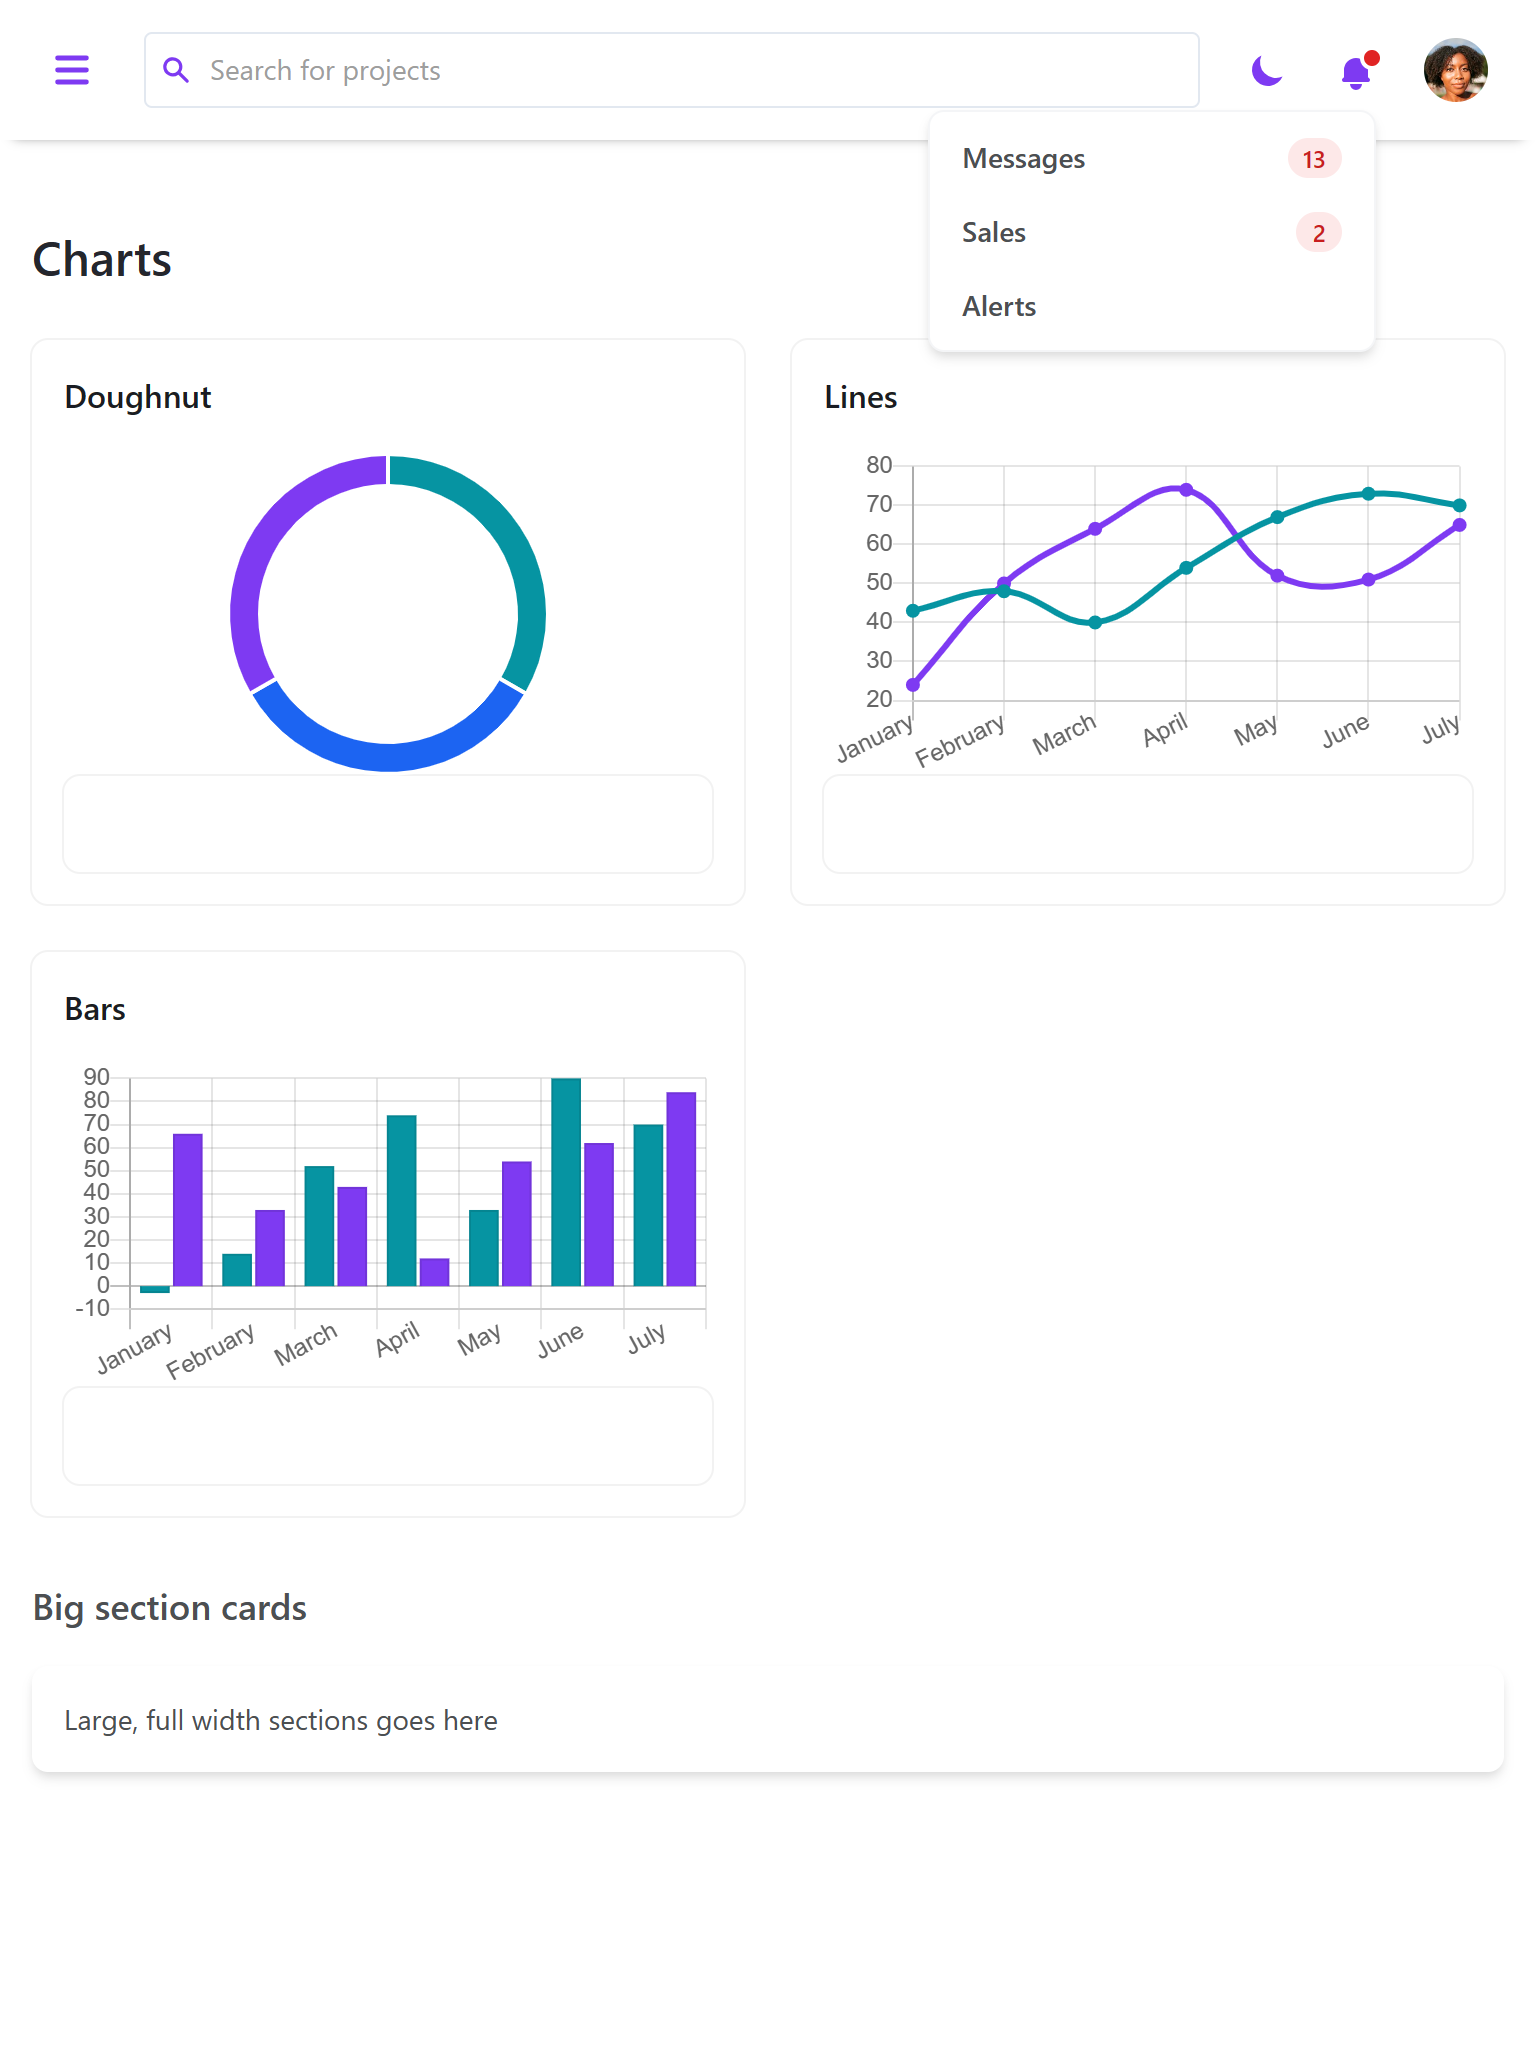 Search for projects
Messages 13
Sales 2
Alerts
Charts
Doughnut
Lines
80
70
60
50
40
30
20
January February March April May June July
Bars
90
80
70
60
50
40
30
20
10
0
-10
January February March April May June July
Big section cards
Large, full width sections goes here